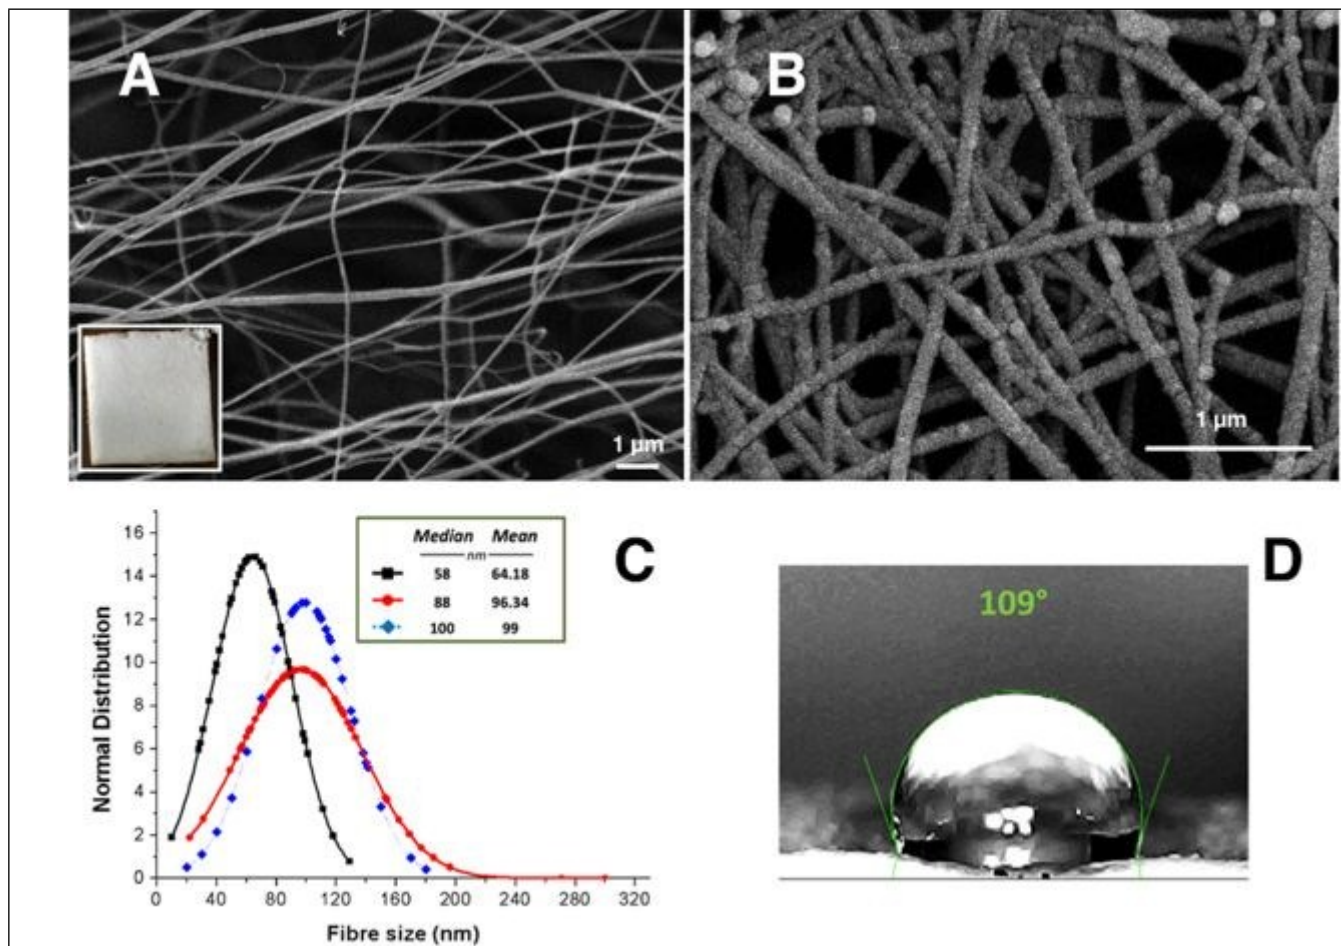 A
B
1 μm
1 μm
C
D
Median Mean
nm
58 64.18
88 96.34
100 99
16
14
12
10
8
6
4
2
0
Normal Distribution
0 40 80 120 160 200 240 280 320
Fibre size (nm)
109°